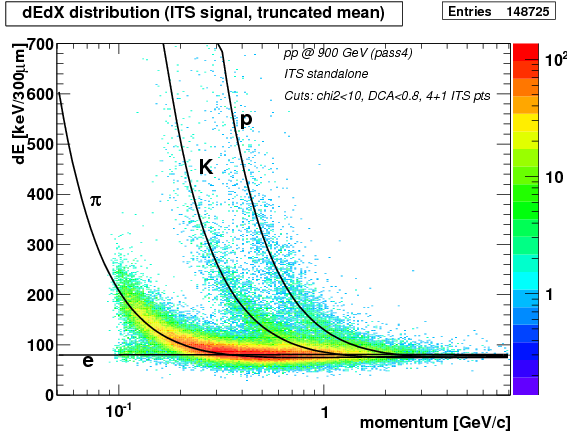 dEdX distribution (ITS signal, truncated mean)
Entries 148725
dE [keV/300μm]
700
600
500
400
300
200
100
0
pp @ 900 GeV (pass4)
ITS standalone
Cuts: chi2<10, DCA<0.8, 4+1 ITS pts
p
K
π
e
10⁻¹
1
momentum [GeV/c]
10²
10
1